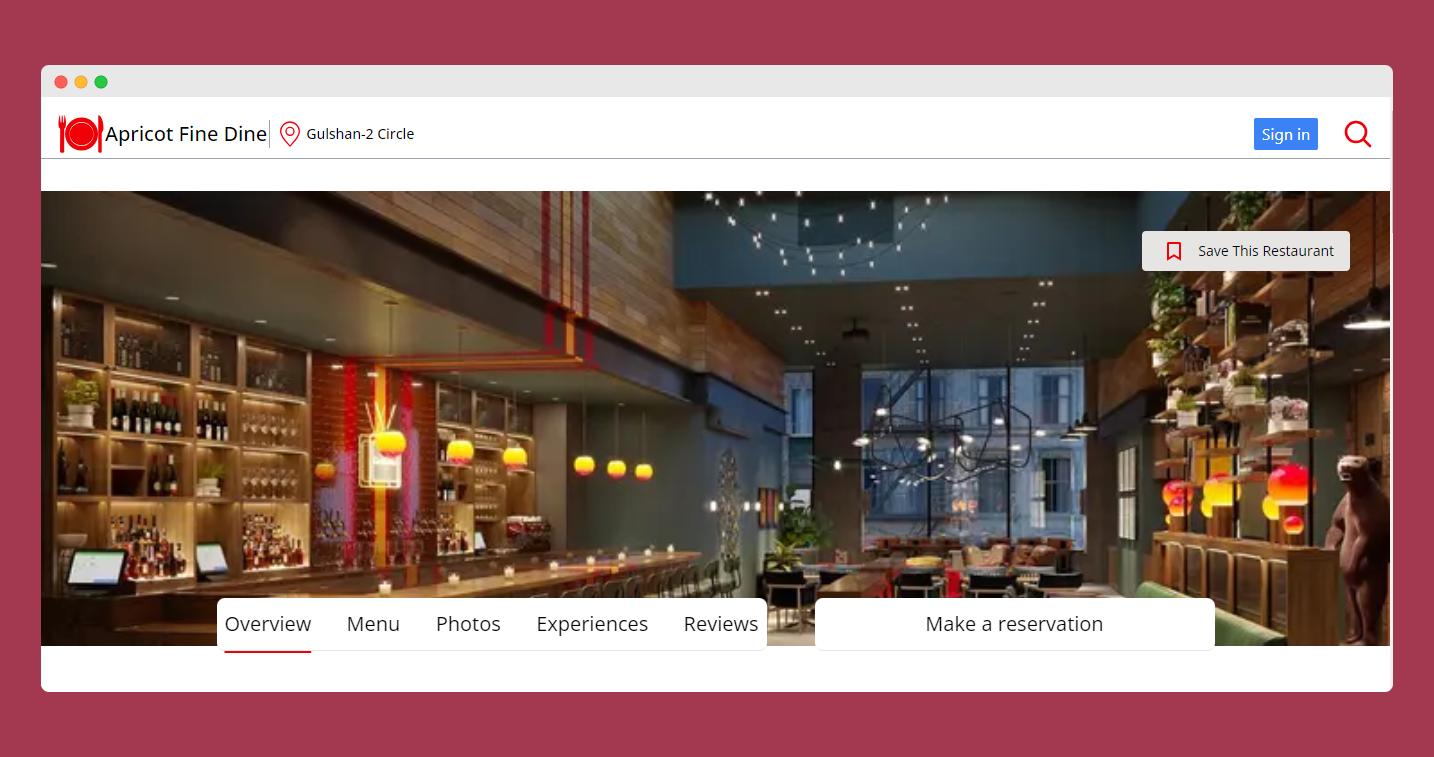 Apricot Fine Dine
Gulshan-2 Circle
Sign in
Save This Restaurant
Overview Menu Photos Experiences Reviews
Make a reservation